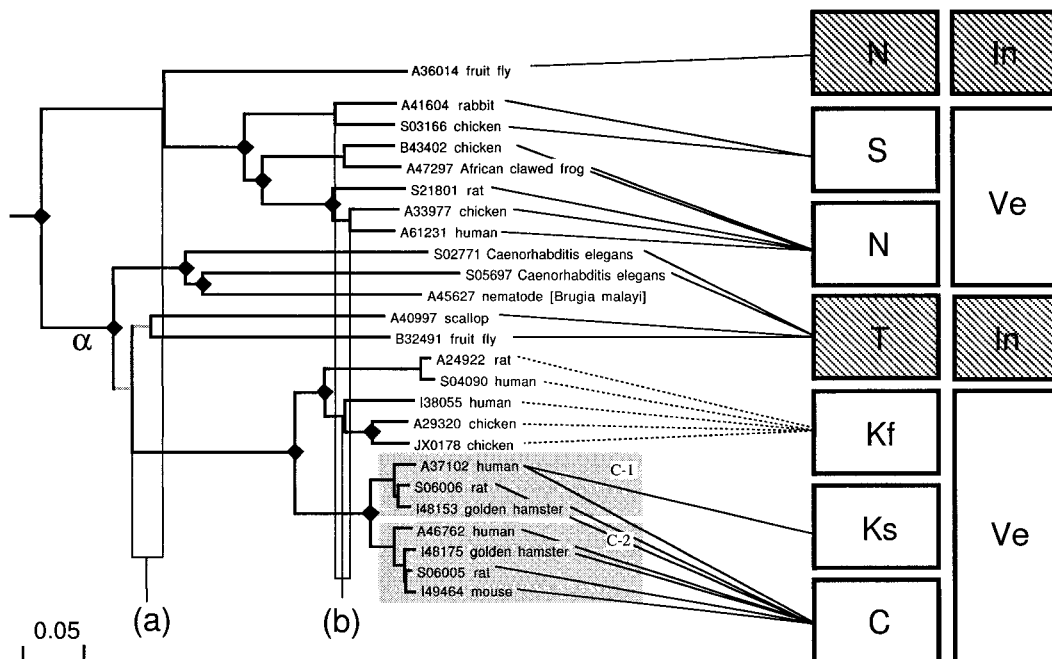 N In
A36014 fruit fly
A41604 rabbit
S03166 chicken
S
B43402 chicken
A47297 African clawed frog
S21801 rat
Ve
A33977 chicken
A61231 human
N
S02771 Caenorhabditis elegans
S05697 Caenorhabditis elegans
A45627 nematode [Brugia malayi]
A40997 scallop
α
B32491 fruit fly
T In
A24922 rat
S04090 human
I38055 human
A29320 chicken
JX0178 chicken
Kf
A37102 human C-1
S06006 rat
I48153 golden hamster
A46762 human
C-2
I48175 golden hamster
S06005 rat
I49464 mouse
Ks
Ve
C
(a) (b)
0.05